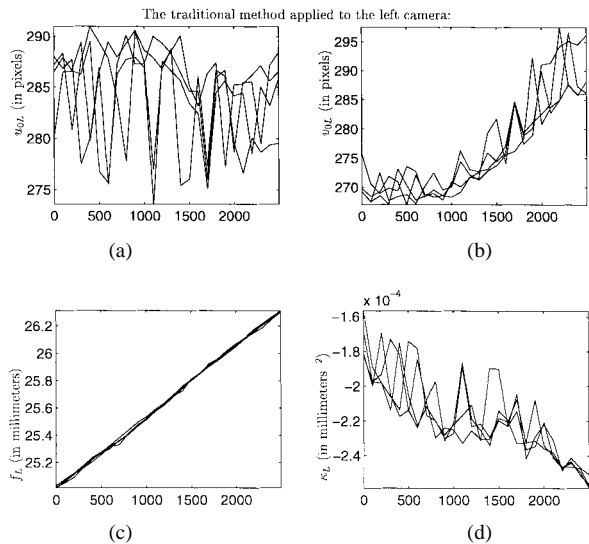 The traditional method applied to the left camera:
u0L (in pixels)
290
285
280
275
0 500 1000 1500 2000
(a)
v0L (in pixels)
295
290
285
280
275
270
0 500 1000 1500 2000
(b)
fL (in millimeters)
26.2
26
25.8
25.6
25.4
25.2
0 500 1000 1500 2000
(c)
x 10^-4
κL (in millimeters^2)
-1.6
-1.8
-2
-2.2
-2.4
0 500 1000 1500 2000
(d)